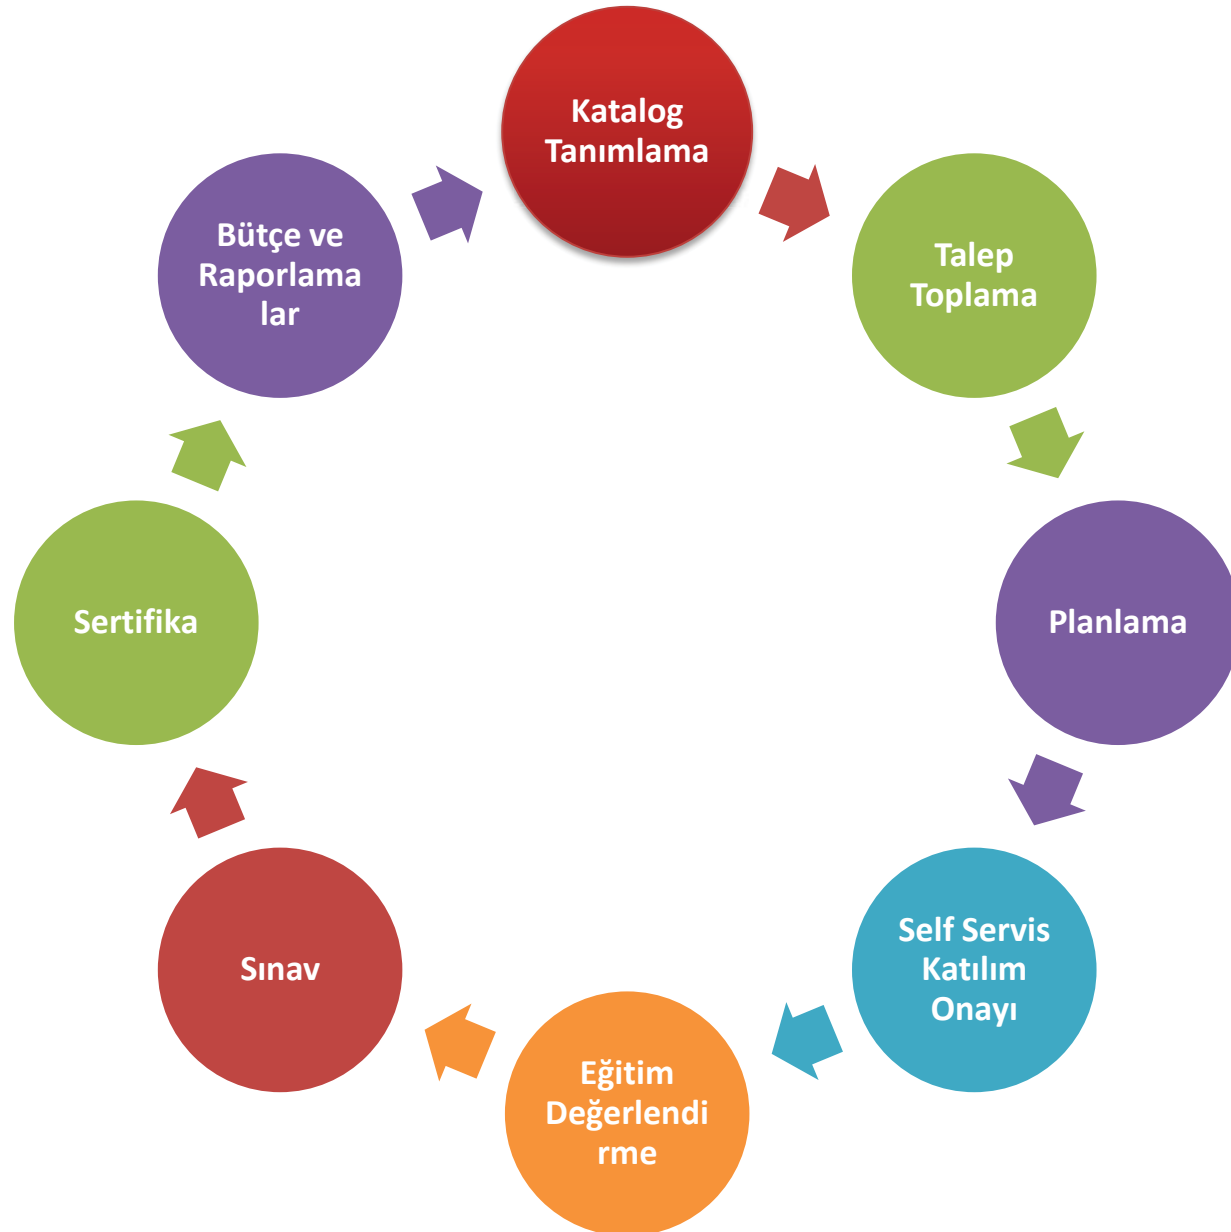 Katalog
Tanımlama
Talep
Toplama
Planlama
Self Servis
Katılım
Onayı
Eğitim
Değerlendi
rme
Sınav
Sertifika
Bütçe ve
Raporlama
lar